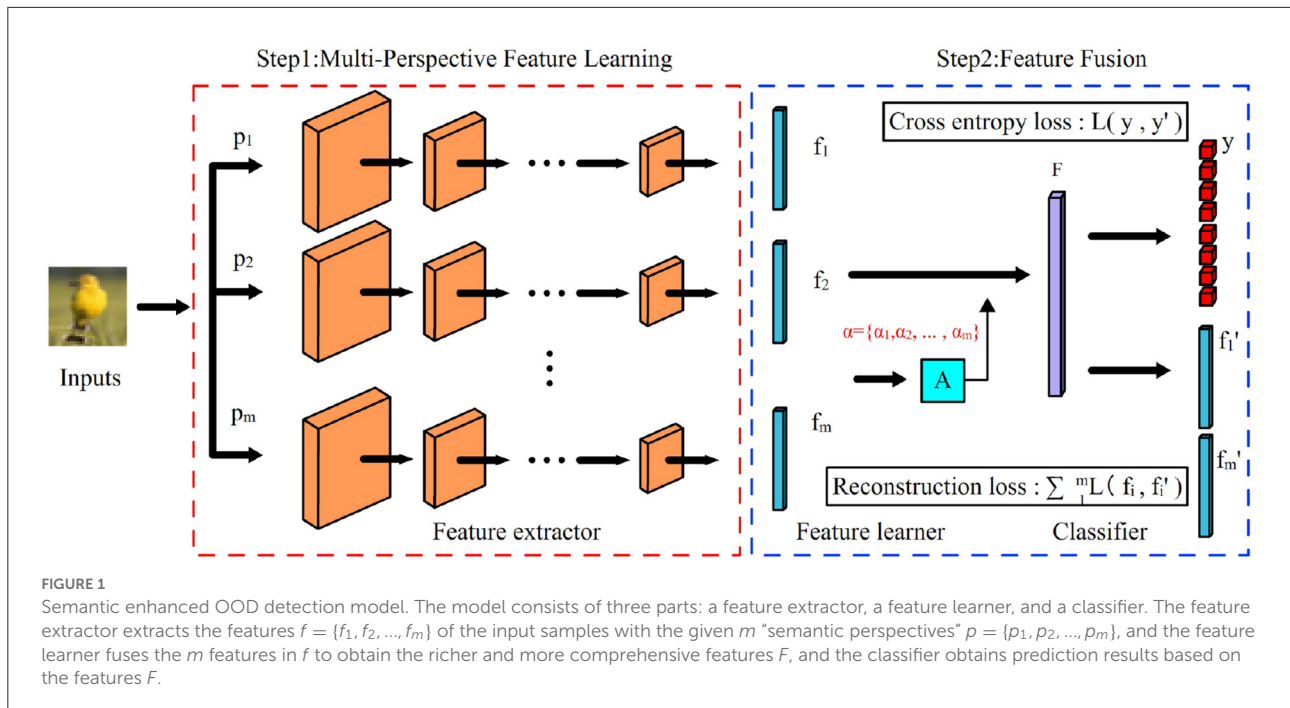 Step1:Multi-Perspective Feature Learning
Step2:Feature Fusion
Cross entropy loss : L( y , y' )
p1
f1
F
y
p2
f2
α={α1,α2, ... , αm}
A
f1'
Inputs
pm
fm
fm'
Reconstruction loss : ∑ m1 L( fi , fi' )
Feature extractor
Feature learner
Classifier
FIGURE 1
Semantic enhanced OOD detection model. The model consists of three parts: a feature extractor, a feature learner, and a classifier. The feature
extractor extracts the features f = {f1, f2, ..., fm} of the input samples with the given m “semantic perspectives” p = {p1, p2, ..., pm}, and the feature
learner fuses the m features in f to obtain the richer and more comprehensive features F, and the classifier obtains prediction results based on
the features F.